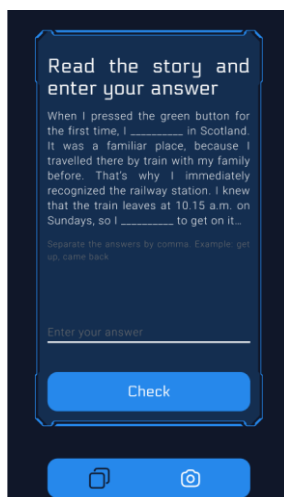 Read the story and
enter your answer
When I pressed the green button for
the first time, I __________ in Scotland.
It was a familiar place, because I
travelled there by train with my family
before. That's why I immediately
recognized the railway station. I knew
that the train leaves at 10.15 a.m. on
Sundays, so I __________ to get on it...
Separate the answers by comma. Example: get
up, came back
Enter your answer
Check